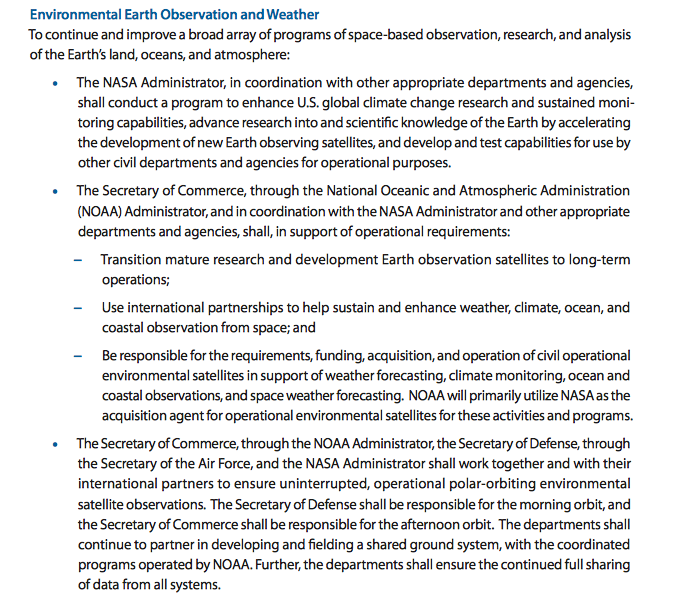 Environmental Earth Observation and Weather
To continue and improve a broad array of programs of space-based observation, research, and analysis
of the Earth's land, oceans, and atmosphere:
• The NASA Administrator, in coordination with other appropriate departments and agencies,
shall conduct a program to enhance U.S. global climate change research and sustained moni-
toring capabilities, advance research into and scientific knowledge of the Earth by accelerating
the development of new Earth observing satellites, and develop and test capabilities for use by
other civil departments and agencies for operational purposes.
• The Secretary of Commerce, through the National Oceanic and Atmospheric Administration
(NOAA) Administrator, and in coordination with the NASA Administrator and other appropriate
departments and agencies, shall, in support of operational requirements:
– Transition mature research and development Earth observation satellites to long-term
operations;
– Use international partnerships to help sustain and enhance weather, climate, ocean, and
coastal observation from space; and
– Be responsible for the requirements, funding, acquisition, and operation of civil operational
environmental satellites in support of weather forecasting, climate monitoring, ocean and
coastal observations, and space weather forecasting. NOAA will primarily utilize NASA as the
acquisition agent for operational environmental satellites for these activities and programs.
• The Secretary of Commerce, through the NOAA Administrator, the Secretary of Defense, through
the Secretary of the Air Force, and the NASA Administrator shall work together and with their
international partners to ensure uninterrupted, operational polar-orbiting environmental
satellite observations. The Secretary of Defense shall be responsible for the morning orbit, and
the Secretary of Commerce shall be responsible for the afternoon orbit. The departments shall
continue to partner in developing and fielding a shared ground system, with the coordinated
programs operated by NOAA. Further, the departments shall ensure the continued full sharing
of data from all systems.